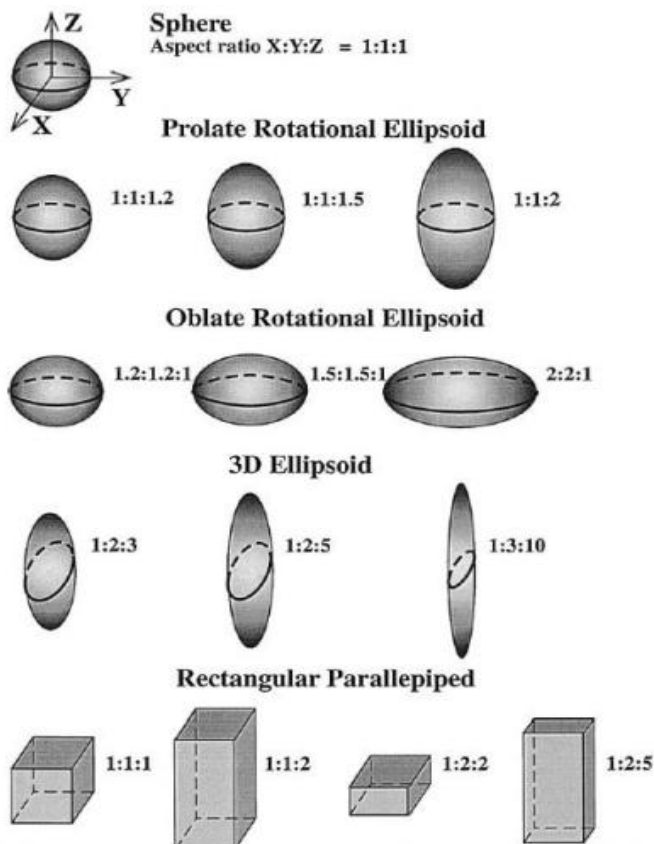 Z
Sphere
Aspect ratio X:Y:Z = 1:1:1
Y
X
Prolate Rotational Ellipsoid
1:1:1.2
1:1:1.5
1:1:2
Oblate Rotational Ellipsoid
1.2:1.2:1
1.5:1.5:1
2:2:1
3D Ellipsoid
1:2:3
1:2:5
1:3:10
Rectangular Parallepiped
1:1:1
1:1:2
1:2:2
1:2:5